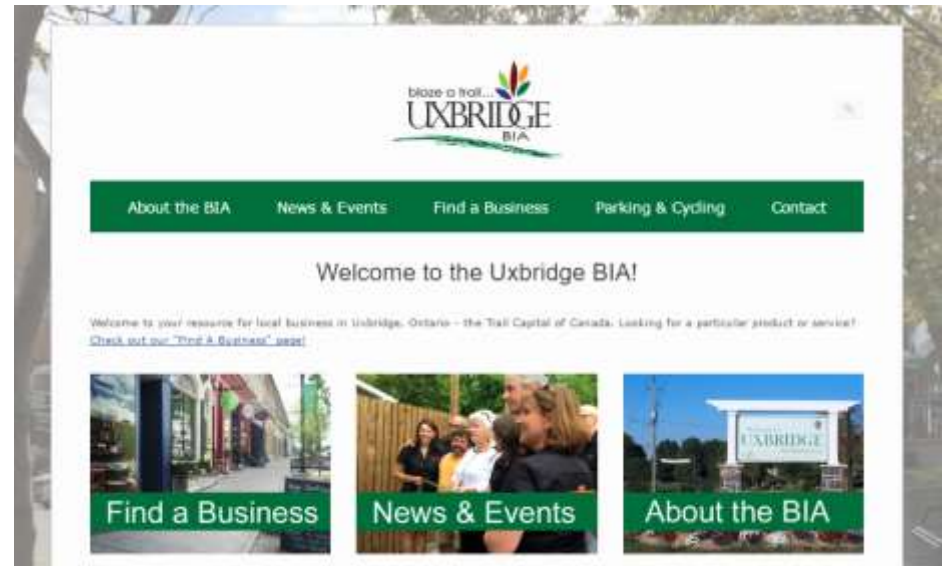 blaze a trail...
UXBRIDGE
BIA
About the BIA News & Events Find a Business Parking & Cycling Contact
Welcome to the Uxbridge BIA!
Welcome to your resource for local business in Uxbridge, Ontario - the Trail Capital of Canada. Looking for a particular product or service?
Check out our "Find A Business" page!
UXBRIDGE
Find a Business
News & Events
About the BIA